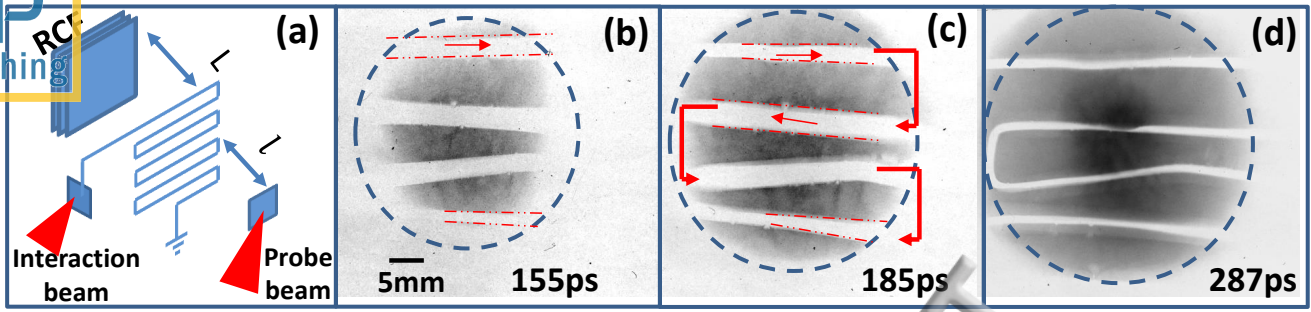 (a)
RCF
L
l
Interaction
beam
Probe
beam
hing
(b)
5mm
155ps
(c)
185ps
(d)
287ps